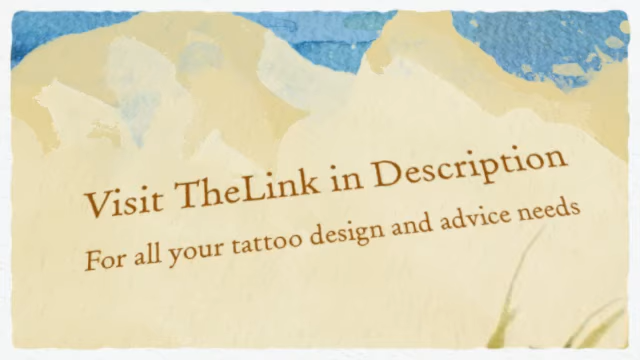 Visit TheLink in Description
For all your tattoo design and advice needs